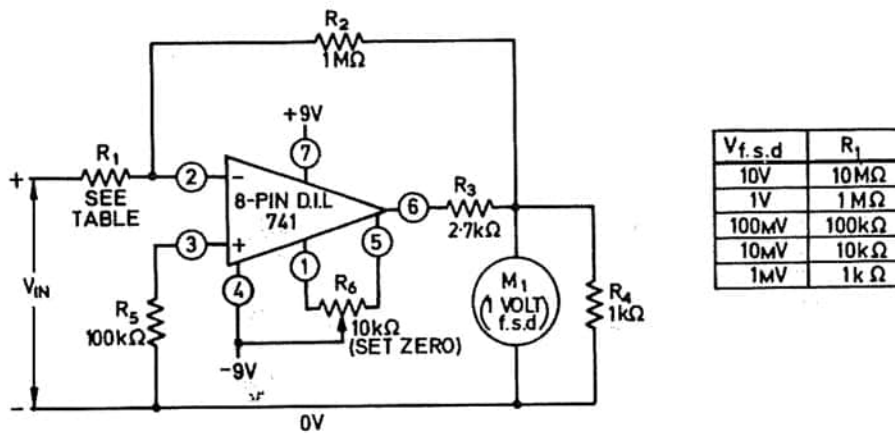 R2
1MΩ
+9V
7
R1
+
SEE
TABLE
2
−
8-PIN D.I.L
741
6
R3
2.7kΩ
3
+
5
1
4
VIN
R5
100kΩ
R6
10kΩ
(SET ZERO)
-9V
M1
(1 VOLT
f.s.d)
R4
1kΩ
−
0V
Vf.s.d R1
10V 10MΩ
1V 1MΩ
100MV 100kΩ
10MV 10kΩ
1MV 1kΩ